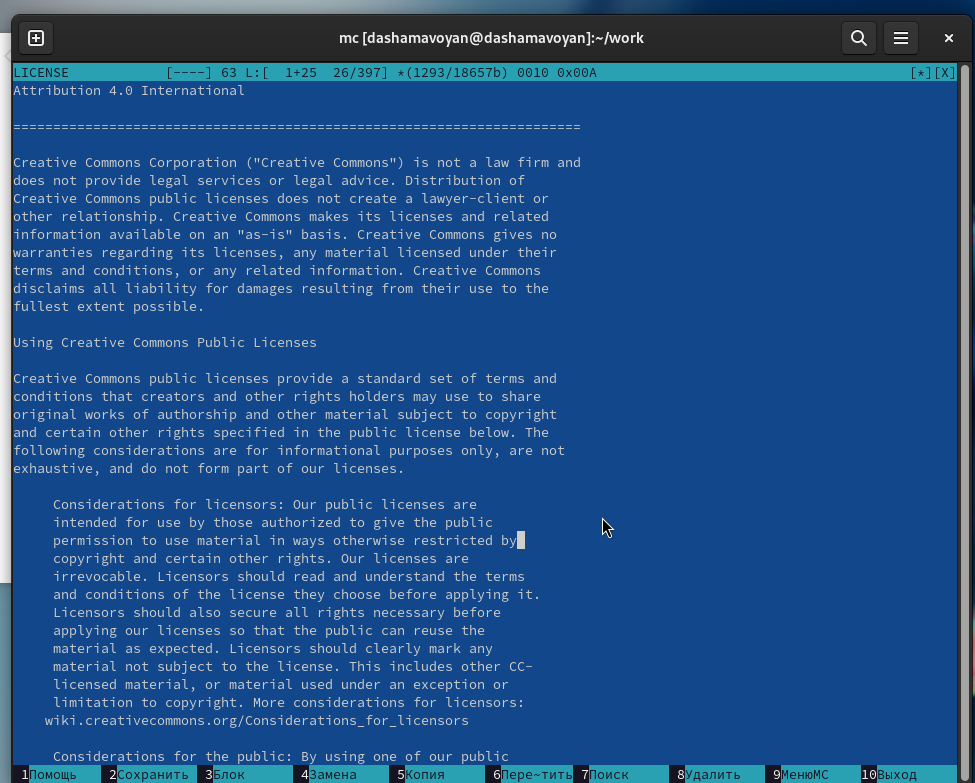 mc [dashamavoyan@dashamavoyan]:~/work
LICENSE [----] 63 L:[ 1+25 26/397] *(1293/18657b) 0010 0x00A [*][X]
Attribution 4.0 International
=======================================================================
Creative Commons Corporation ("Creative Commons") is not a law firm and
does not provide legal services or legal advice. Distribution of
Creative Commons public licenses does not create a lawyer-client or
other relationship. Creative Commons makes its licenses and related
information available on an "as-is" basis. Creative Commons gives no
warranties regarding its licenses, any material licensed under their
terms and conditions, or any related information. Creative Commons
disclaims all liability for damages resulting from their use to the
fullest extent possible.
Using Creative Commons Public Licenses
Creative Commons public licenses provide a standard set of terms and
conditions that creators and other rights holders may use to share
original works of authorship and other material subject to copyright
and certain other rights specified in the public license below. The
following considerations are for informational purposes only, are not
exhaustive, and do not form part of our licenses.
Considerations for licensors: Our public licenses are
intended for use by those authorized to give the public
permission to use material in ways otherwise restricted by
copyright and certain other rights. Our licenses are
irrevocable. Licensors should read and understand the terms
and conditions of the license they choose before applying it.
Licensors should also secure all rights necessary before
applying our licenses so that the public can reuse the
material as expected. Licensors should clearly mark any
material not subject to the license. This includes other CC-
licensed material, or material used under an exception or
limitation to copyright. More considerations for licensors:
wiki.creativecommons.org/Considerations_for_licensors
Considerations for the public: By using one of our public
1Помощь 2Сохранить 3Блок 4Замена 5Копия 6Пере~тить 7Поиск 8Удалить 9МенюМС 10Выход